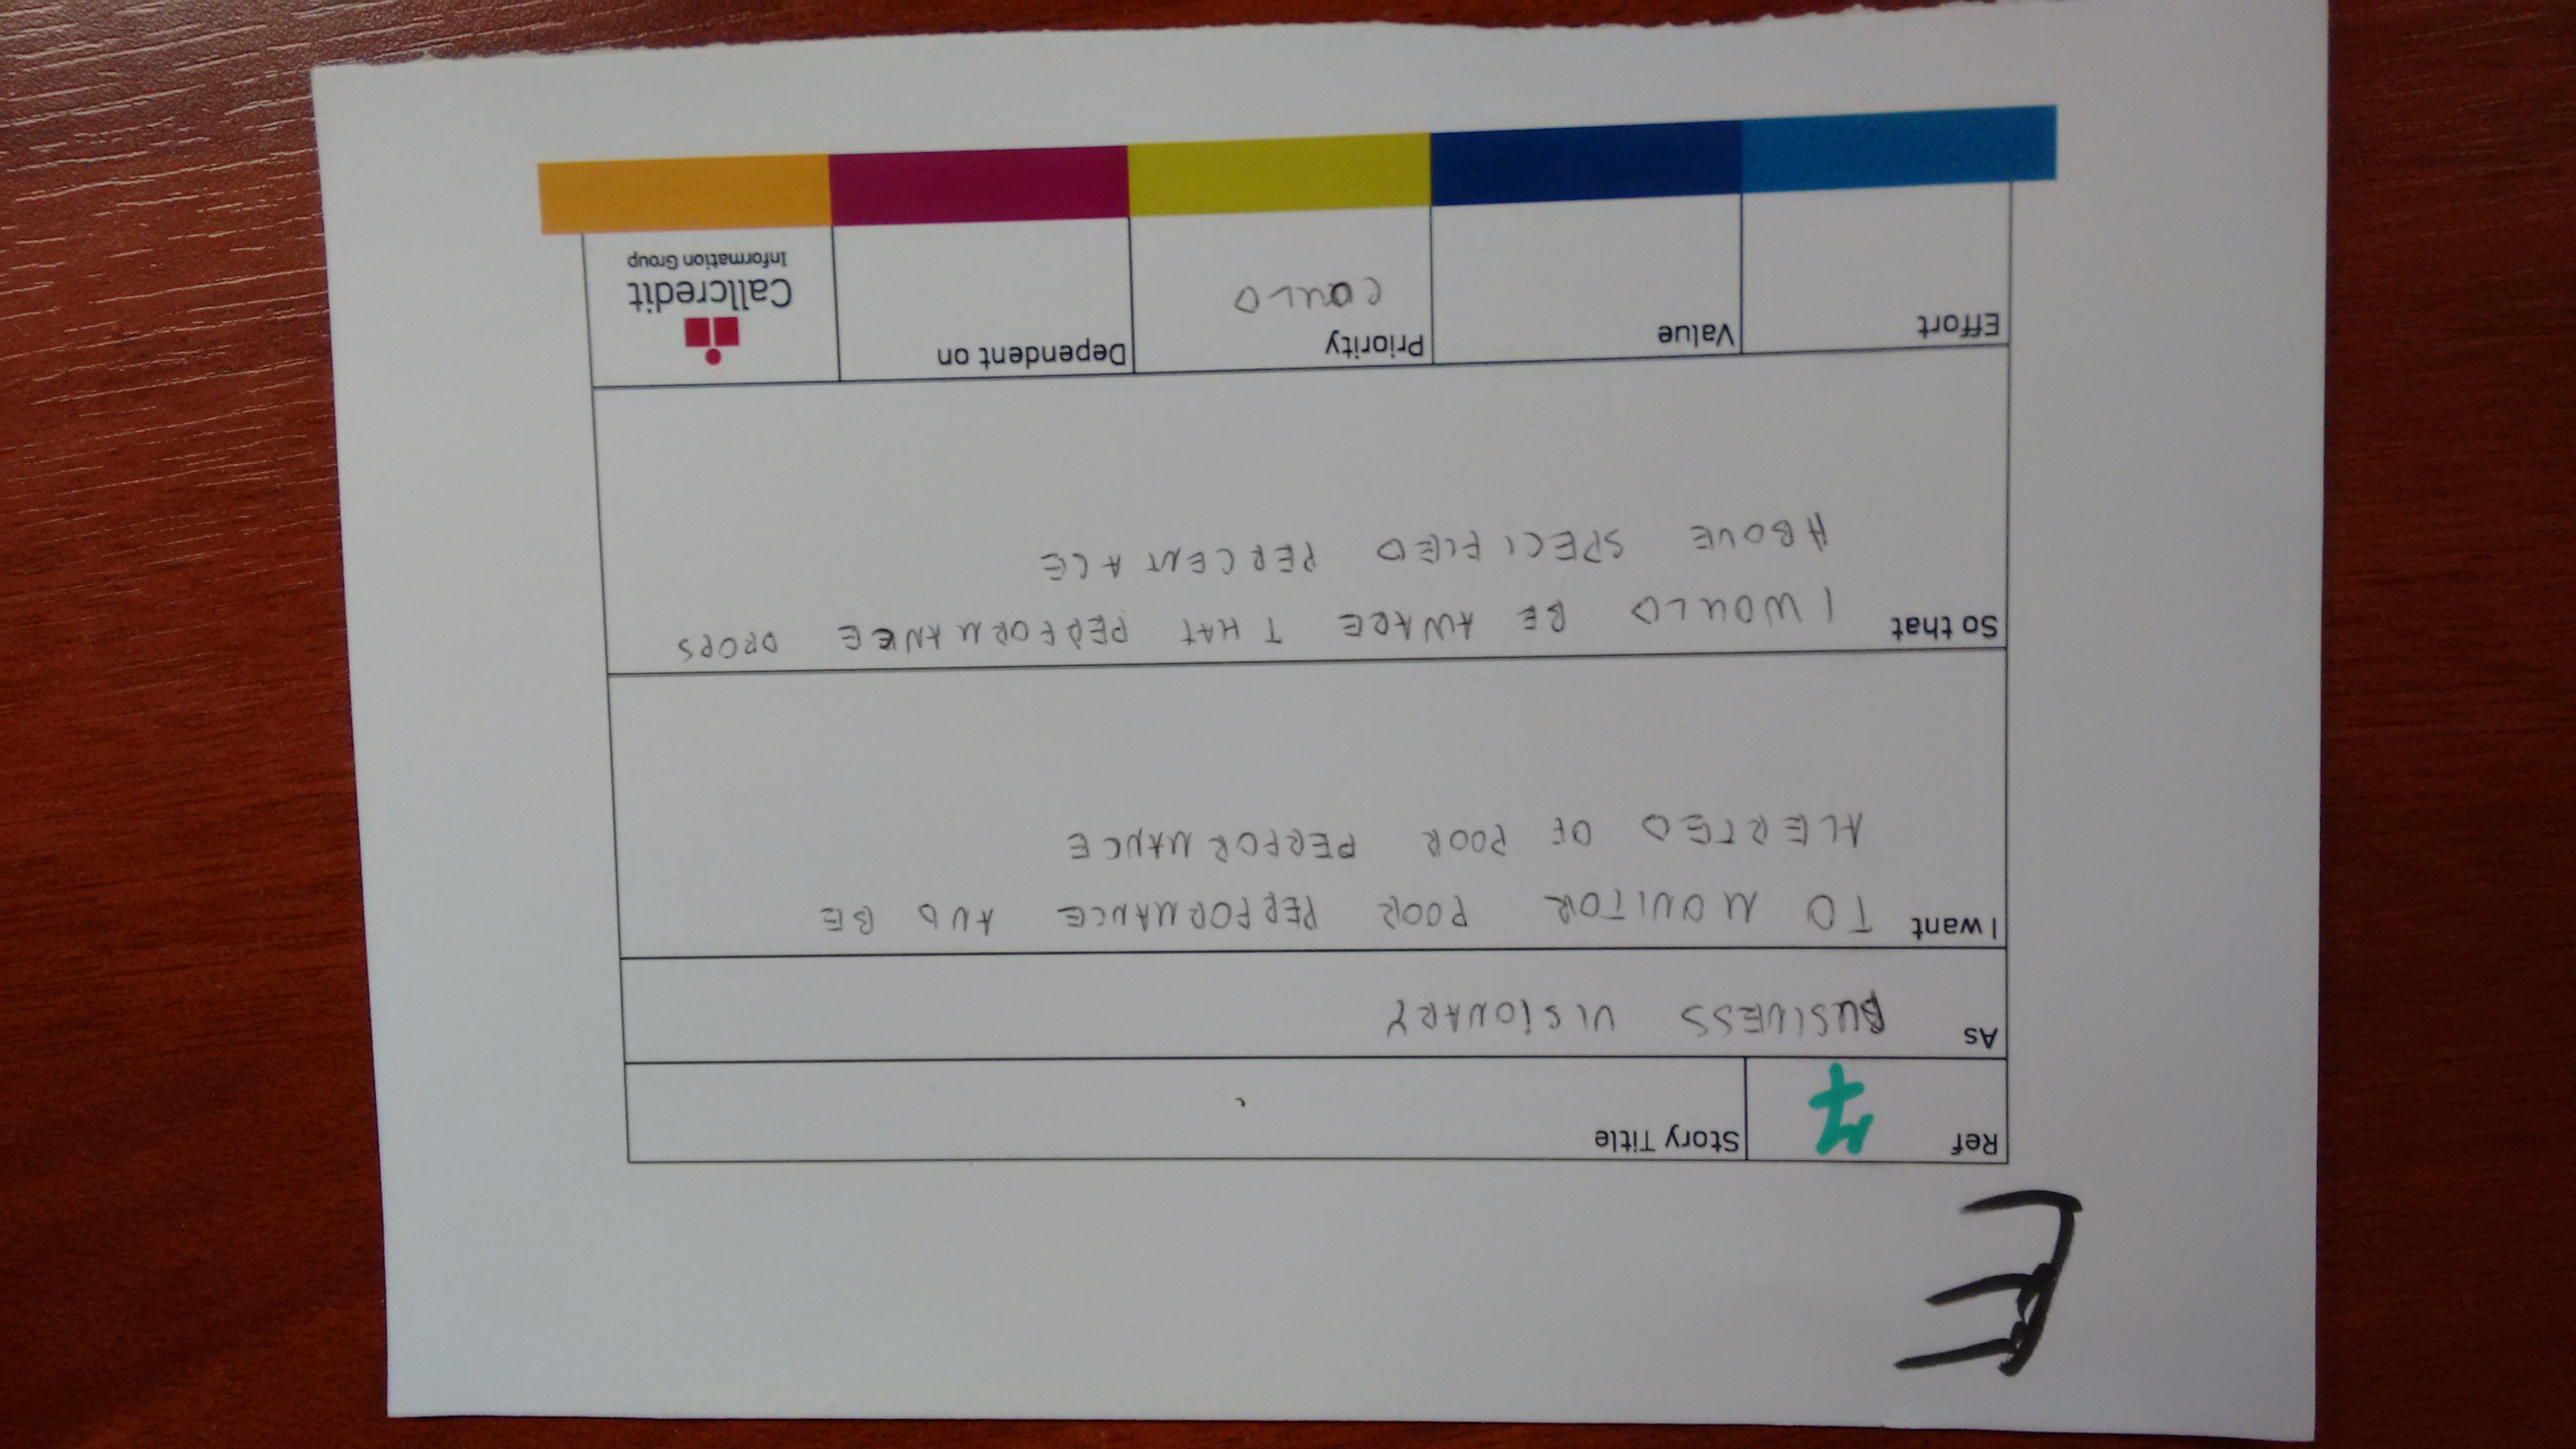 E
Ref 7 Story Title
As BUSINESS VISIONARY
I want TO MONITOR POOR PERFORMANCE AND BE
ALERTED OF POOR PERFORMANCE
So that I WOULD BE AWARE THAT PERFORMANCE DROPS
ABOVE SPECIFIED PERCENTAGE
Effort Value Priority Dependent on
COULD
Callcredit
Information Group